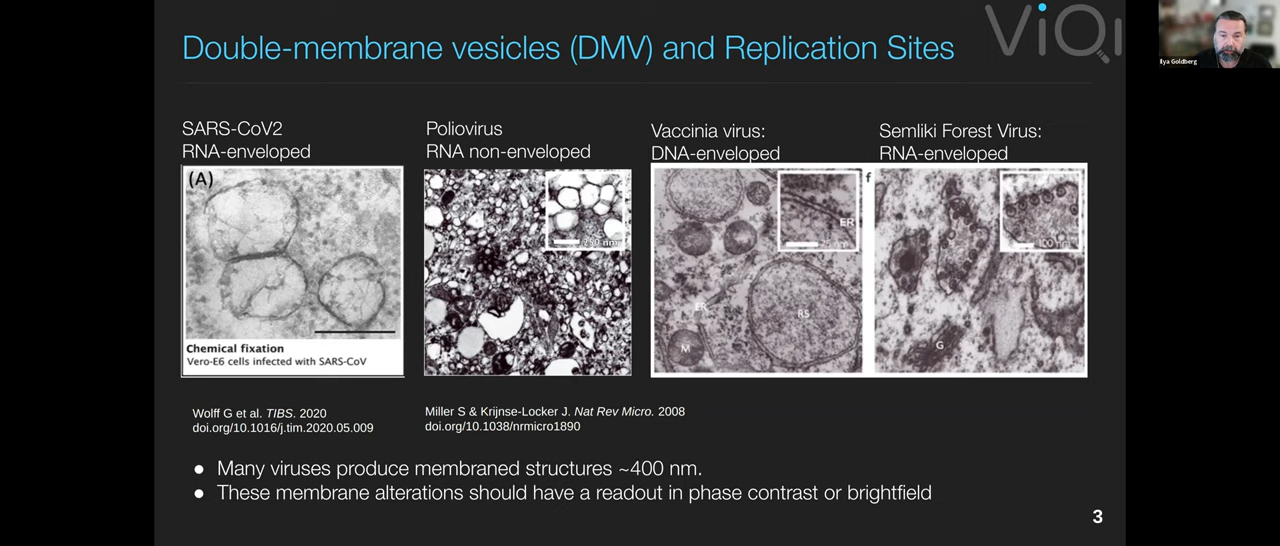 ViQi
Ilya Goldberg
Double-membrane vesicles (DMV) and Replication Sites
SARS-CoV2
RNA-enveloped
Poliovirus
RNA non-enveloped
Vaccinia virus:
DNA-enveloped
Semliki Forest Virus:
RNA-enveloped
(A)
250 nm
ER
f
100 nm
ER
RS
M
G
Chemical fixation
Vero-E6 cells infected with SARS-CoV
Wolff G et al. TIBS. 2020
doi.org/10.1016/j.tim.2020.05.009
Miller S & Krijnse-Locker J. Nat Rev Micro. 2008
doi.org/10.1038/nrmicro1890
● Many viruses produce membraned structures ~400 nm.
● These membrane alterations should have a readout in phase contrast or brightfield
3